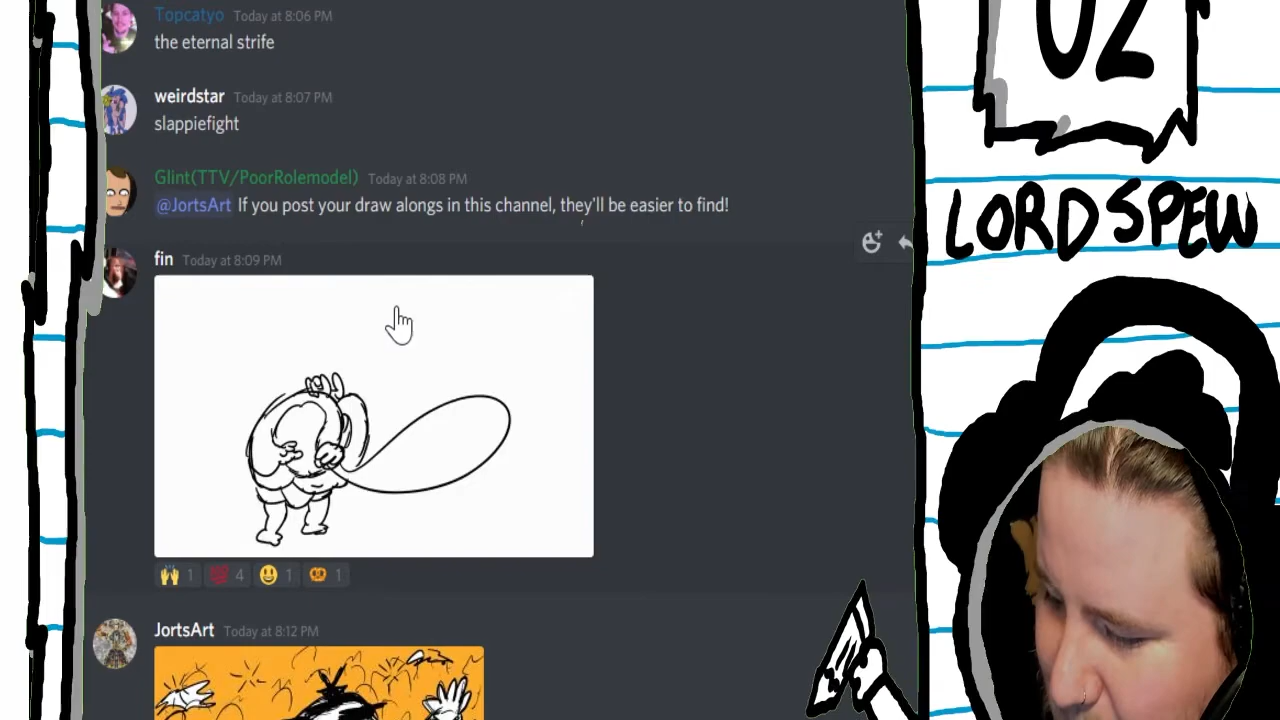 Topcatyo Today at 8:06 PM
the eternal strife
weirdstar Today at 8:07 PM
slappiefight
Glint(TTV/PoorRolemodel) Today at 8:08 PM
@JortsArt If you post your draw alongs in this channel, they'll be easier to find!
fin Today at 8:09 PM
1 4 1 1
JortsArt Today at 8:12 PM
02
LORDSPEW